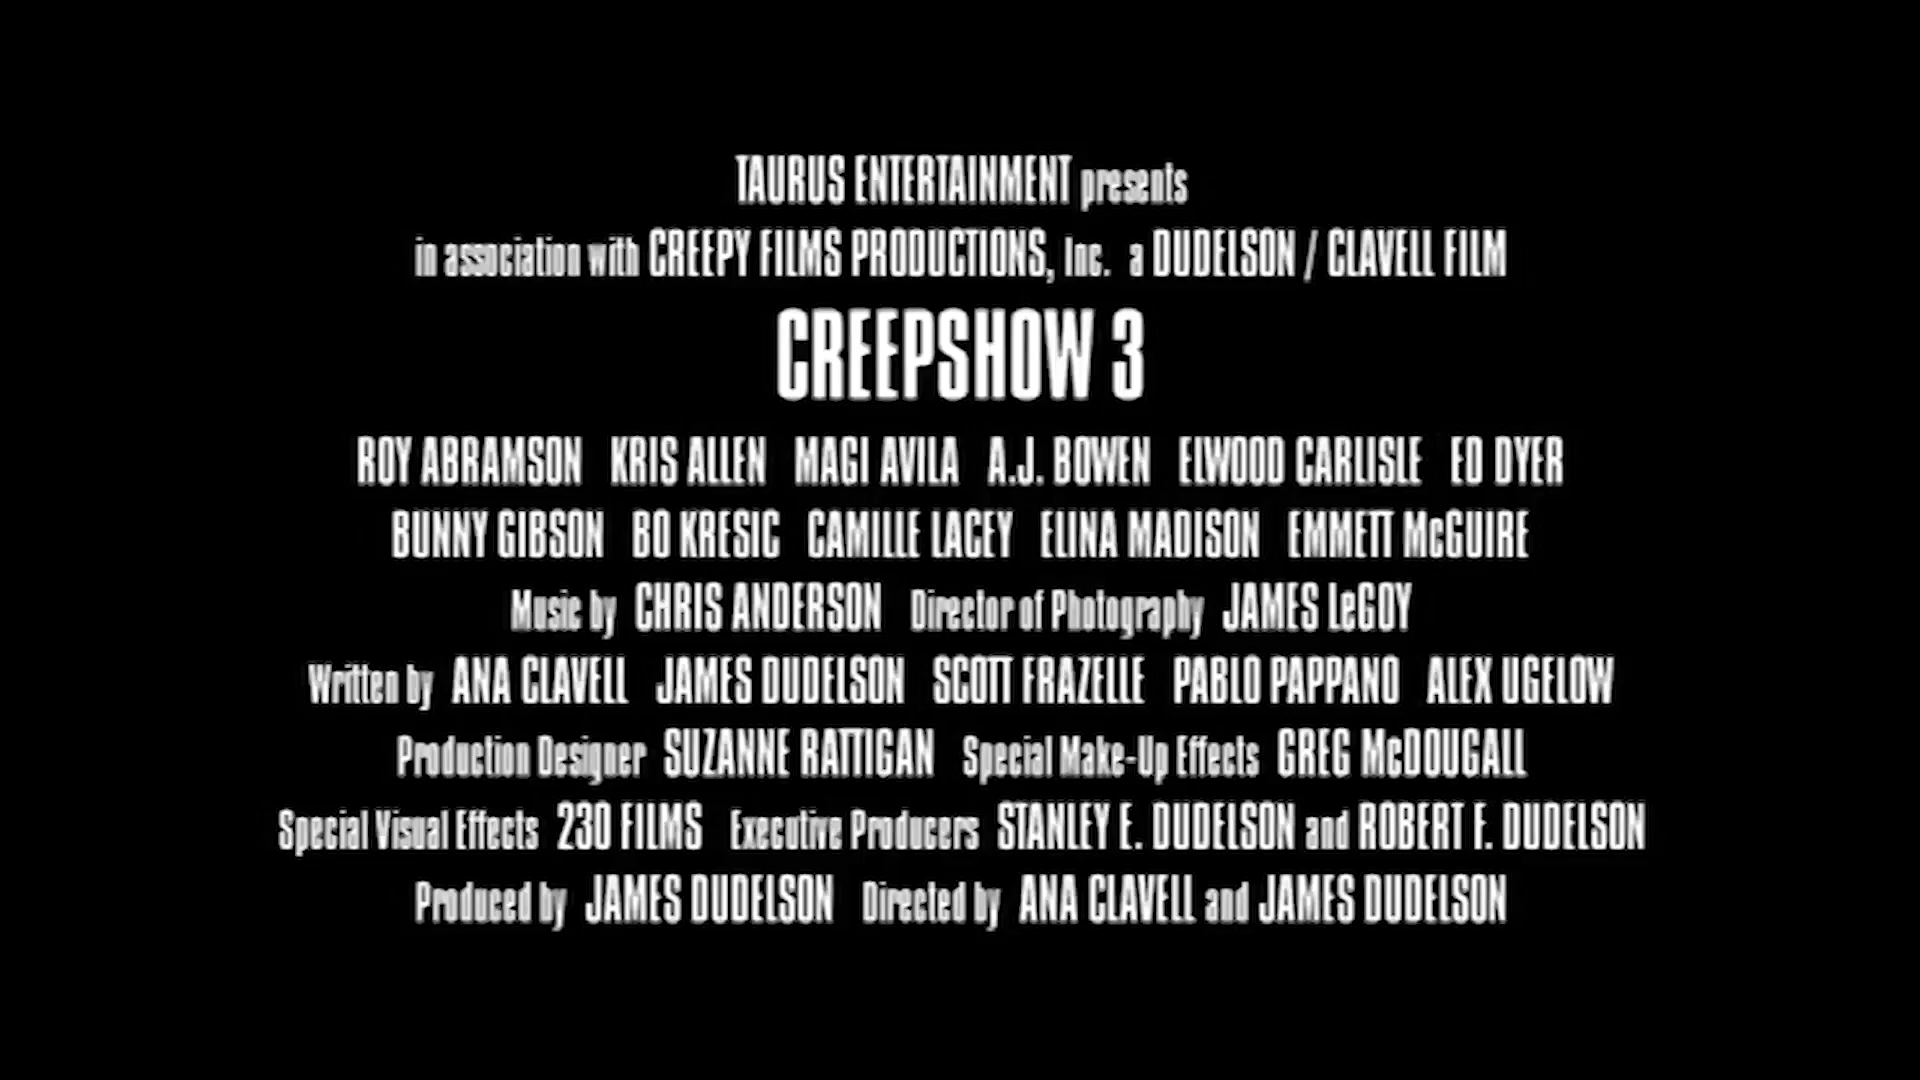 TAURUS ENTERTAINMENT presents
in association with CREEPY FILMS PRODUCTIONS, Inc. a DUDELSON / CLAVELL FILM
CREEPSHOW 3
ROY ABRAMSON KRIS ALLEN MAGI AVILA A.J. BOWEN ELWOOD CARLISLE ED DYER
BUNNY GIBSON BO KRESIC CAMILLE LACEY ELINA MADISON EMMETT McGUIRE
Music by CHRIS ANDERSON Director of Photography JAMES LeGOY
Written by ANA CLAVELL JAMES DUDELSON SCOTT FRAZELLE PABLO PAPPANO ALEX UGELOW
Production Designer SUZANNE RATTIGAN Special Make-Up Effects GREG McDOUGALL
Special Visual Effects 230 FILMS Executive Producers STANLEY E. DUDELSON and ROBERT F. DUDELSON
Produced by JAMES DUDELSON Directed by ANA CLAVELL and JAMES DUDELSON